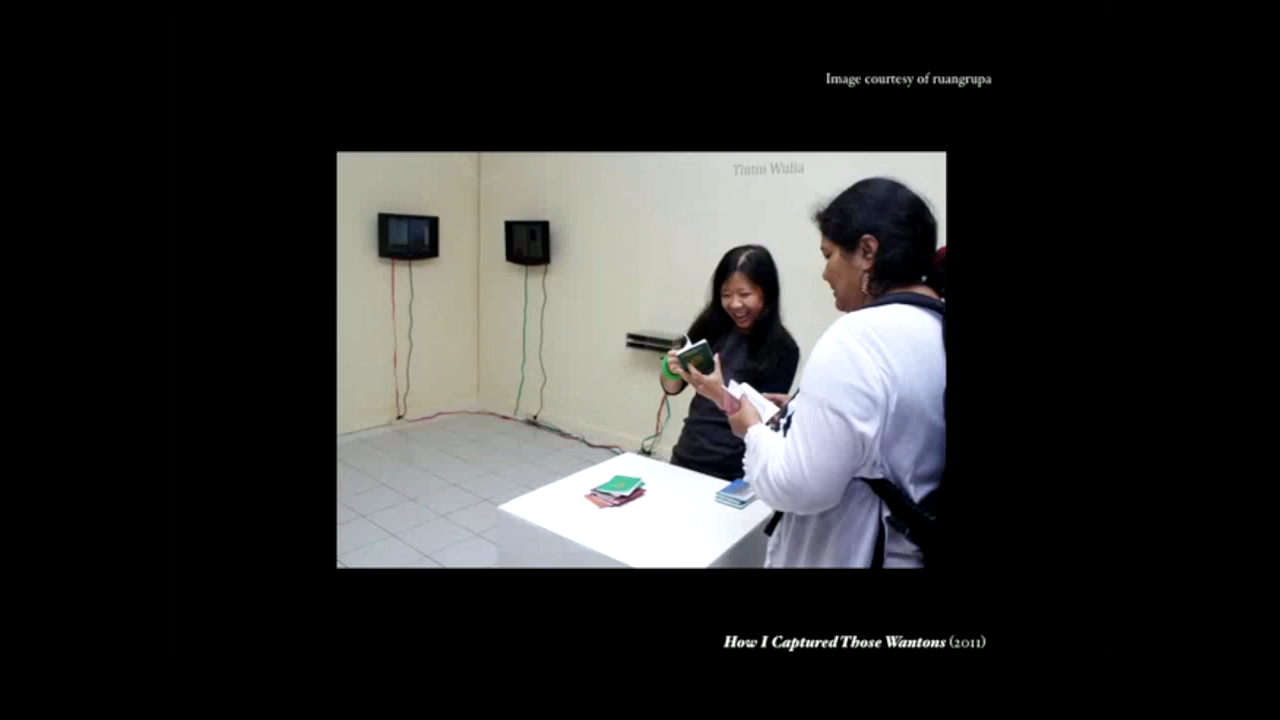 Image courtesy of ruangrupa
Tintin Wulia
How I Captured Those Wantons (2011)